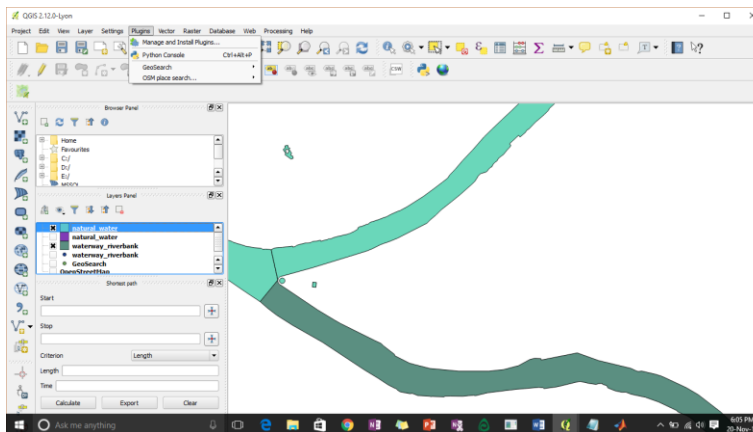 QGIS 2.12.0-Lyon
Project Edit View Layer Settings Plugins Vector Raster Database Web Processing Help
Manage and Install Plugins...
Python Console Ctrl+Alt+P
GeoSearch
OSM place search...
CSW
Browser Panel
Home
Favourites
C:/
D:/
E:/
MSSQL
Layers Panel
natural_water
natural_water
waterway_riverbank
waterway_riverbank
GeoSearch
OpenStreetMap
Shortest path
Start
Stop
Criterion Length
Length
Time
Calculate Export Clear
Ask me anything
6:05 PM